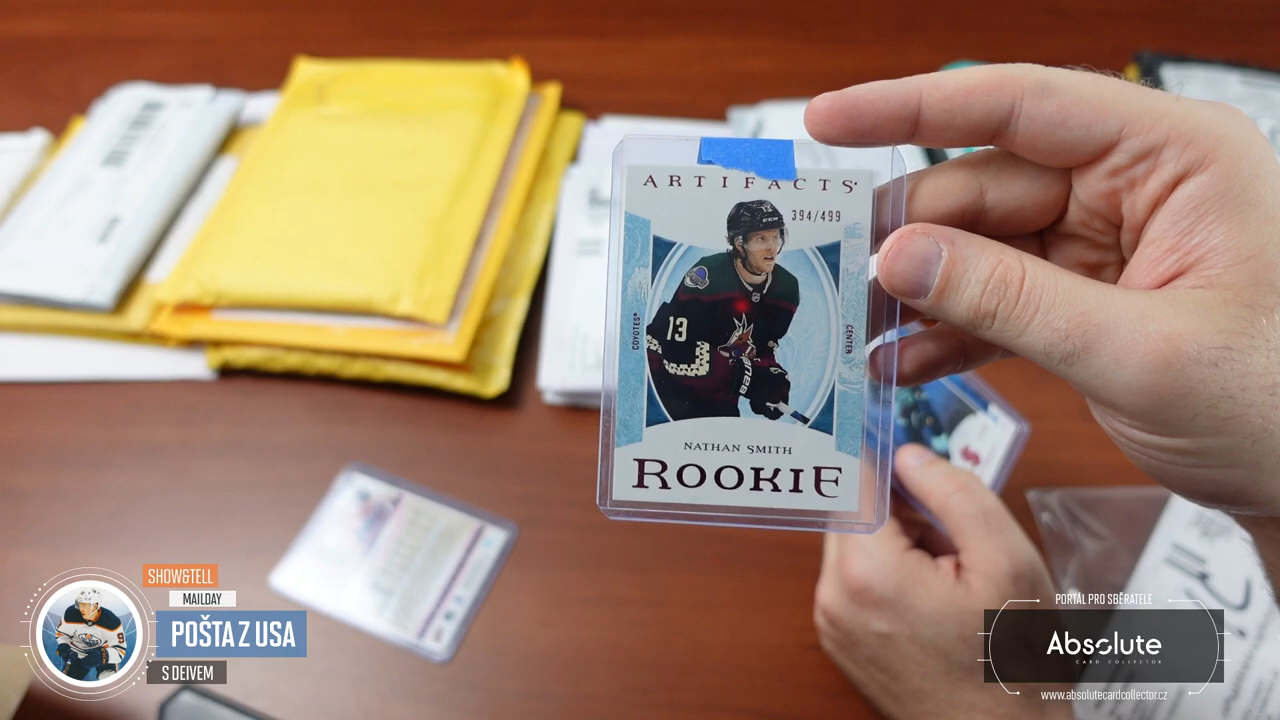 ARTIFACTS
394/499
13
13
COYOTES
CENTER
NATHAN SMITH
ROOKIE
SHOW&TELL
MAILDAY
POŠTA Z USA
S DEIVEM
PORTÁL PRO SBĚRATELE
Absolute
CARD COLLECTOR
www.absolutecardcollector.cz